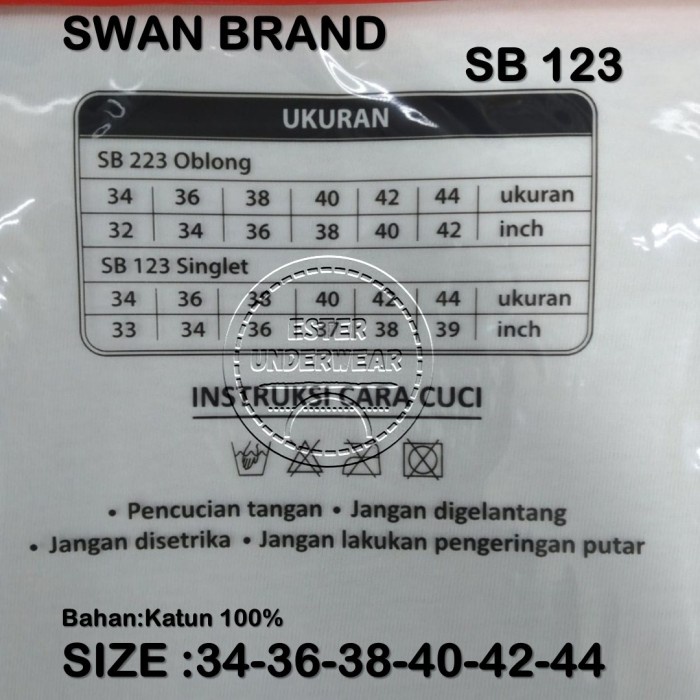 SWAN BRAND
SB 123
UKURAN
SB 223 Oblong
34 36 38 40 42 44 ukuran
32 34 36 38 40 42 inch
SB 123 Singlet
34 36 38 40 42 44 ukuran
33 34 36 37 38 39 inch
ESTER
UNDERWEAR
INSTRUKSI CARA CUCI
• Pencucian tangan • Jangan digelantang
• Jangan disetrika • Jangan lakukan pengeringan putar
Bahan:Katun 100%
SIZE :34-36-38-40-42-44